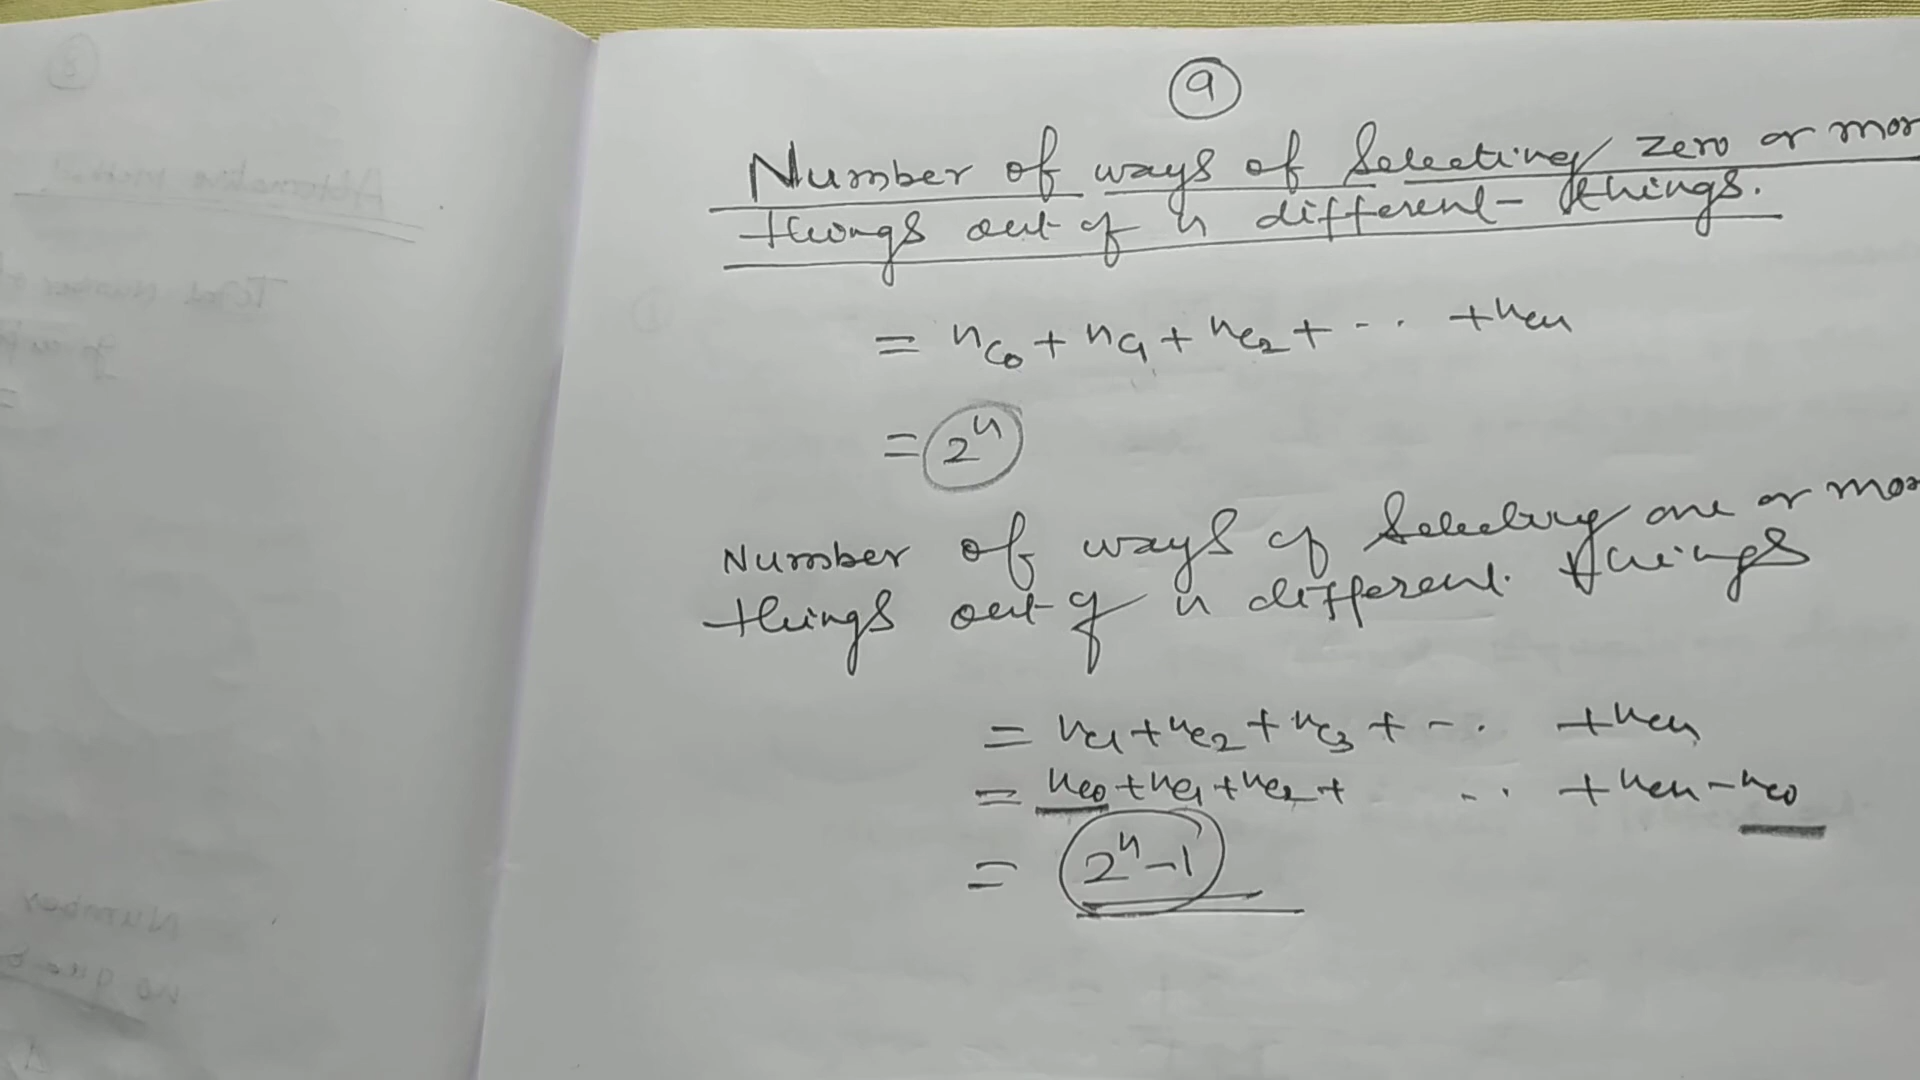 9
Number of ways of selecting zero or mor
things out of n different things.
= nc0 + nc1 + nc2 + -.. + ncn
= 2^n
Number of ways of selecting one or mor
things out of n different things
= nc1 + nc2 + nc3 + -.. + ncn
= nc0 + nc1 + nc2 + ... + ncn - nc0
= 2^n - 1